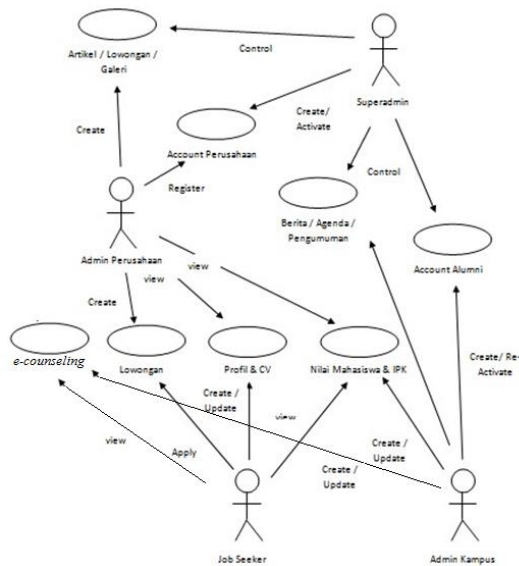 Control
Artikel / Lowongan /
Galeri
Superadmin
Create/
Activate
Create
Account Perusahaan
Register
Control
Berita / Agenda /
Pengumuman
Account Alumni
Admin Perusahaan
view
view
Create
e-counseling
Lowongan
Profil & CV
Nilai Mahasiswa & IPK
Create/ Re-
Activate
Create /
Update
view
view
Apply
Create /
Update
Create /
Update
Job Seeker
Admin Kampus